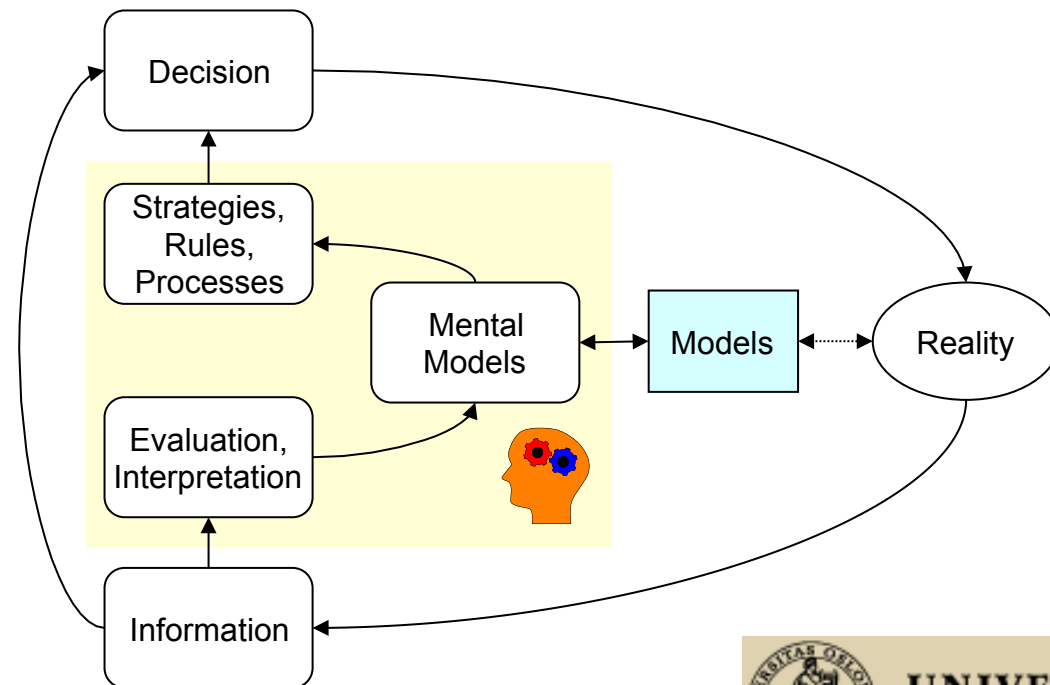 Decision
Strategies,
Rules,
Processes
Mental
Models
Models
Reality
Evaluation,
Interpretation
Information